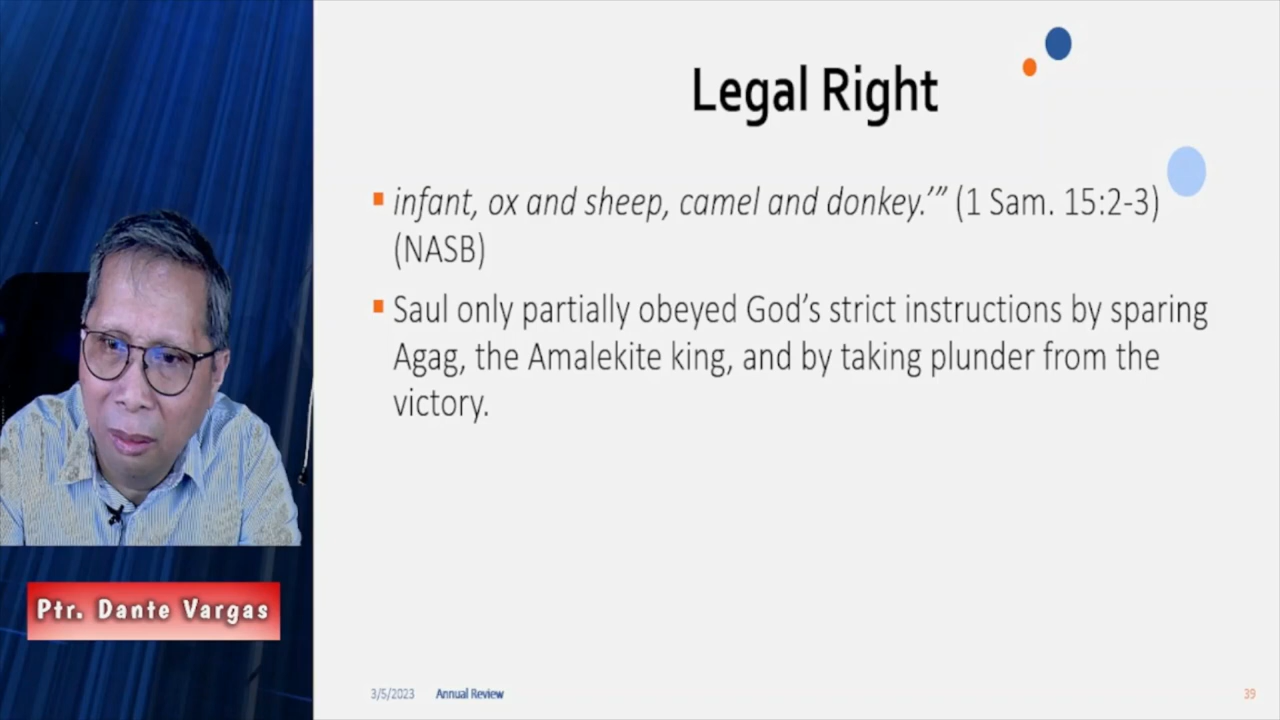 Legal Right
infant, ox and sheep, camel and donkey.’” (1 Sam. 15:2-3)
(NASB)
Saul only partially obeyed God’s strict instructions by sparing
Agag, the Amalekite king, and by taking plunder from the
victory.
Ptr. Dante Vargas
3/5/2023 Annual Review 39